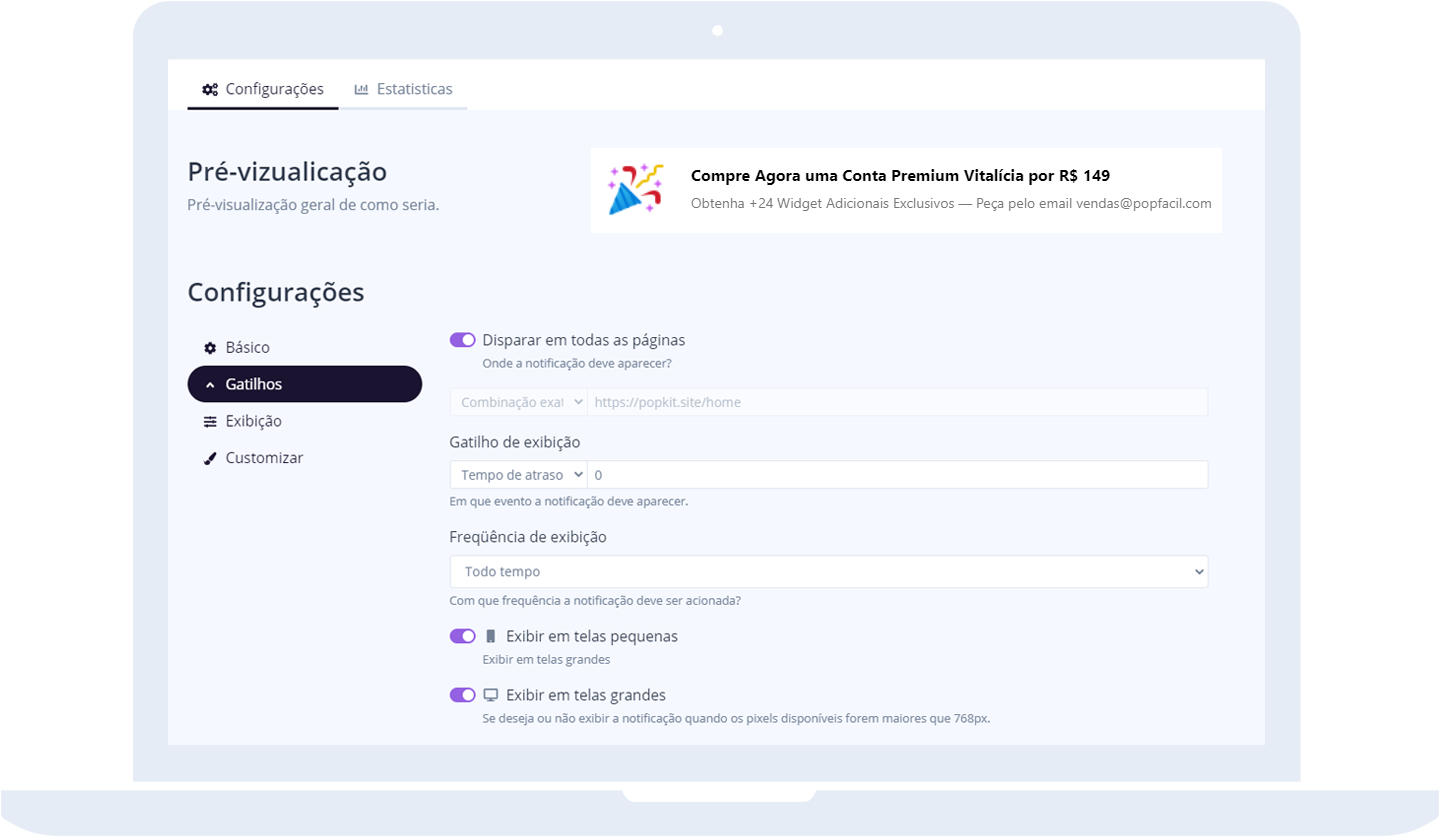 Configurações
Estatisticas
Pré-vizualicação
Pré-visualização geral de como seria.
Compre Agora uma Conta Premium Vitalícia por R$ 149
Obtenha +24 Widget Adicionais Exclusivos — Peça pelo email vendas@popfacil.com
Configurações
Básico
Gatilhos
Exibição
Customizar
Disparar em todas as páginas
Onde a notificação deve aparecer?
Combinação exat
https://popkit.site/home
Gatilho de exibição
Tempo de atraso
0
Em que evento a notificação deve aparecer.
Freqüência de exibição
Todo tempo
Com que frequência a notificação deve ser acionada?
Exibir em telas pequenas
Exibir em telas grandes
Exibir em telas grandes
Se deseja ou não exibir a notificação quando os pixels disponíveis forem maiores que 768px.